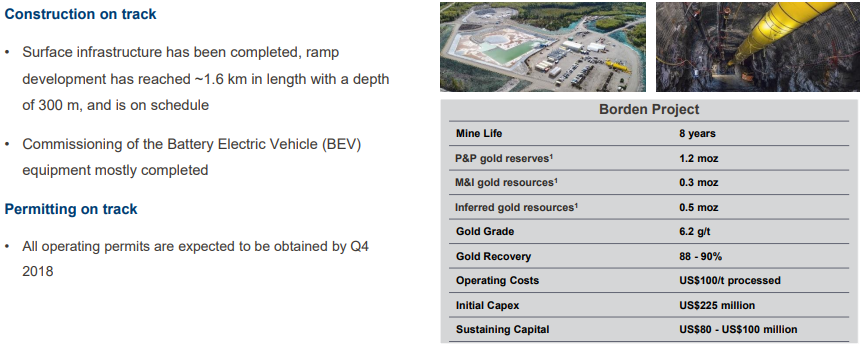 Construction on track
• Surface infrastructure has been completed, ramp
development has reached ~1.6 km in length with a depth
of 300 m, and is on schedule
• Commissioning of the Battery Electric Vehicle (BEV)
equipment mostly completed
Permitting on track
• All operating permits are expected to be obtained by Q4
2018
Borden Project
Mine Life 8 years
P&P gold reserves¹ 1.2 moz
M&I gold resources¹ 0.3 moz
Inferred gold resources¹ 0.5 moz
Gold Grade 6.2 g/t
Gold Recovery 88 - 90%
Operating Costs US$100/t processed
Initial Capex US$225 million
Sustaining Capital US$80 - US$100 million